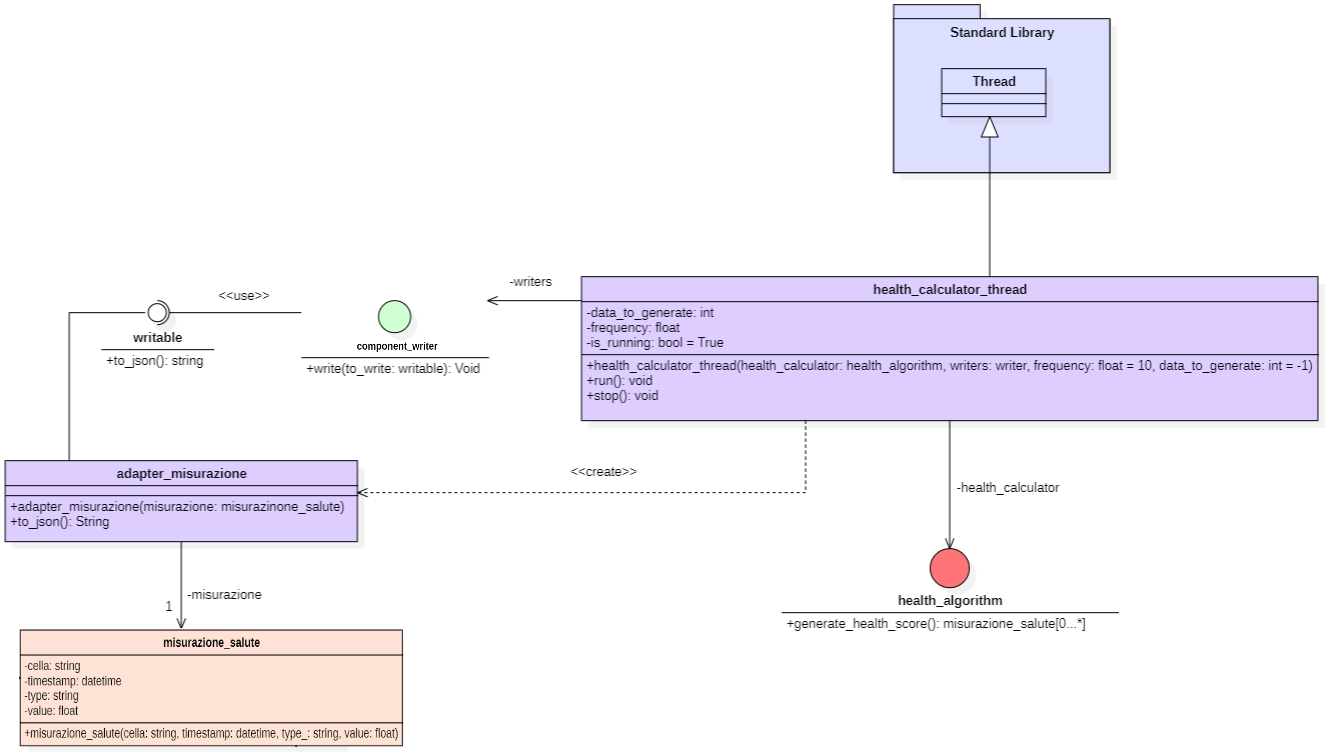 Standard Library
Thread
health_calculator_thread
-data_to_generate: int
-frequency: float
-is_running: bool = True
+health_calculator_thread(health_calculator: health_algorithm, writers: writer, frequency: float = 10, data_to_generate: int = -1)
+run(): void
+stop(): void
-writers
<<use>>
writable
+to_json(): string
component_writer
+write(to_write: writable): Void
<<create>>
adapter_misurazione
+adapter_misurazione(misurazione: misurazinone_salute)
+to_json(): String
-health_calculator
health_algorithm
+generate_health_score(): misurazione_salute[0...*]
-misurazione
1
misurazione_salute
-cella: string
-timestamp: datetime
-type: string
-value: float
+misurazione_salute(cella: string, timestamp: datetime, type_: string, value: float)